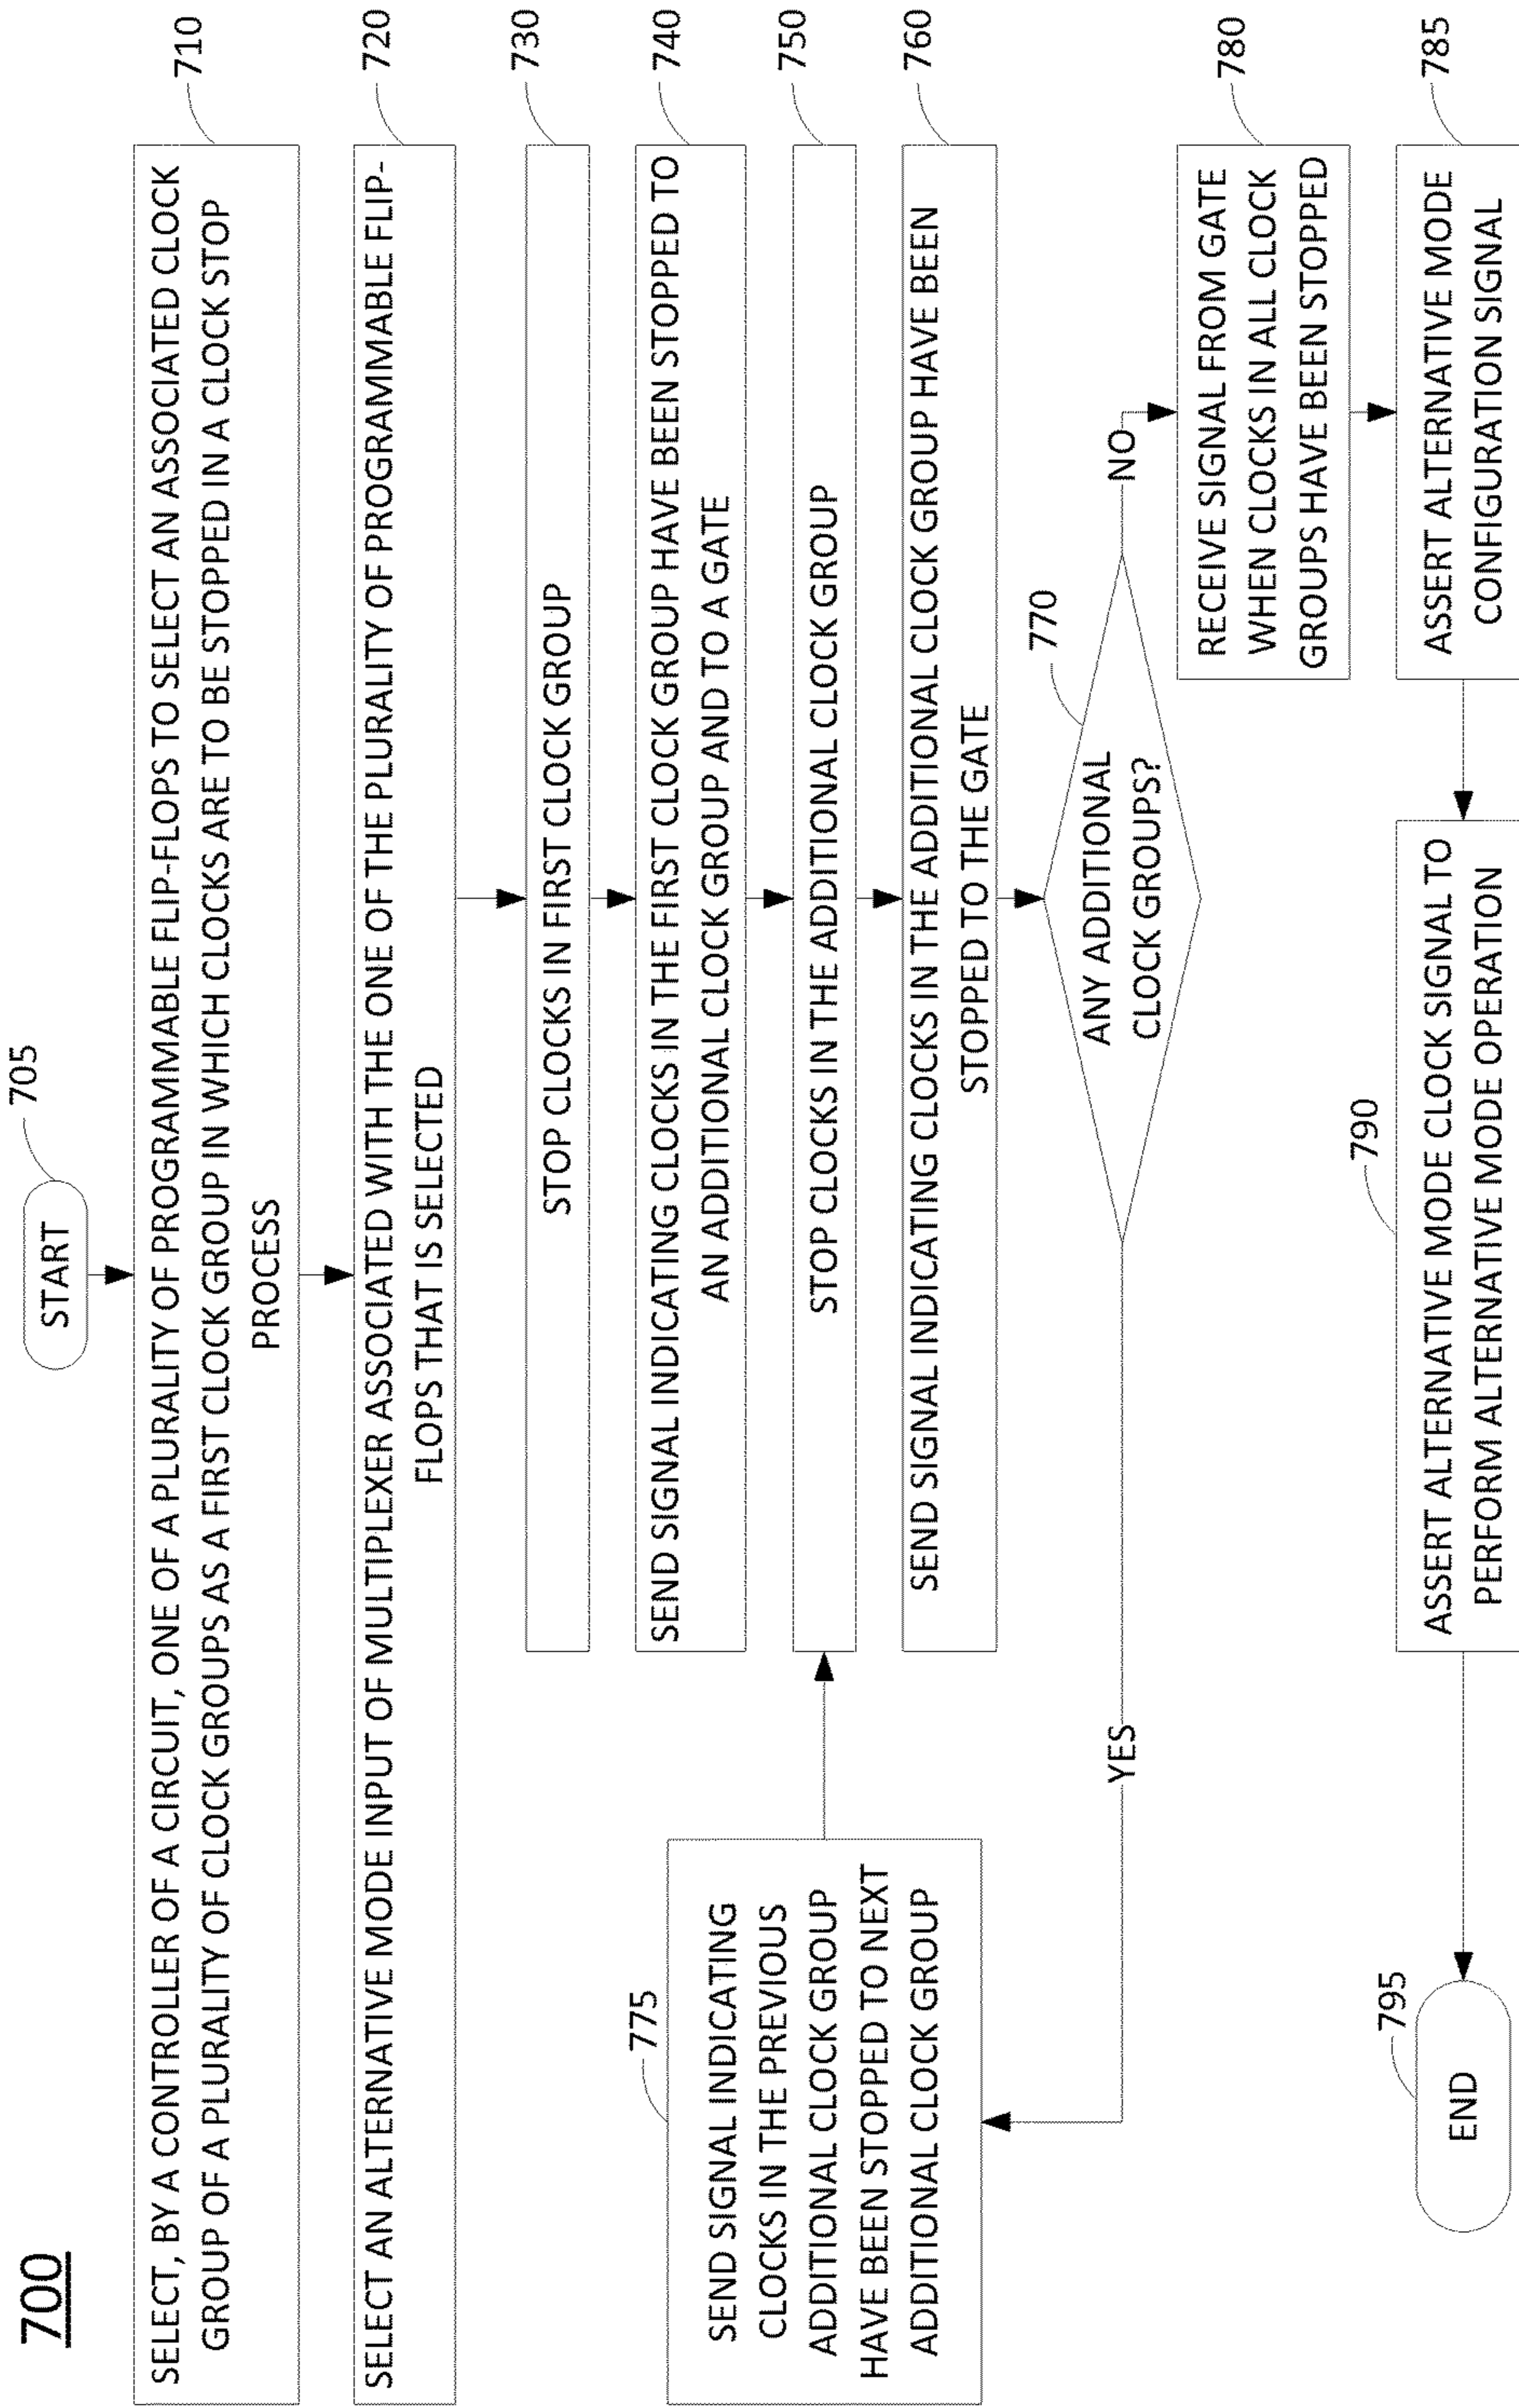 700
START
705
SELECT, BY A CONTROLLER OF A CIRCUIT, ONE OF A PLURALITY OF PROGRAMMABLE FLIP-FLOPS TO SELECT AN ASSOCIATED CLOCK
GROUP OF A PLURALITY OF CLOCK GROUPS AS A FIRST CLOCK GROUP IN WHICH CLOCKS ARE TO BE STOPPED IN A CLOCK STOP
PROCESS
710
SELECT AN ALTERNATIVE MODE INPUT OF MULTIPLEXER ASSOCIATED WITH THE ONE OF THE PLURALITY OF PROGRAMMABLE FLIP-
FLOPS THAT IS SELECTED
720
STOP CLOCKS IN FIRST CLOCK GROUP
730
SEND SIGNAL INDICATING CLOCKS IN THE FIRST CLOCK GROUP HAVE BEEN STOPPED TO
AN ADDITIONAL CLOCK GROUP AND TO A GATE
740
STOP CLOCKS IN THE ADDITIONAL CLOCK GROUP
750
SEND SIGNAL INDICATING CLOCKS IN THE ADDITIONAL CLOCK GROUP HAVE BEEN
STOPPED TO THE GATE
760
ANY ADDITIONAL
CLOCK GROUPS?
770
YES
NO
775
SEND SIGNAL INDICATING
CLOCKS IN THE PREVIOUS
ADDITIONAL CLOCK GROUP
HAVE BEEN STOPPED TO NEXT
ADDITIONAL CLOCK GROUP
RECEIVE SIGNAL FROM GATE
WHEN CLOCKS IN ALL CLOCK
GROUPS HAVE BEEN STOPPED
780
ASSERT ALTERNATIVE MODE
CONFIGURATION SIGNAL
785
790
ASSERT ALTERNATIVE MODE CLOCK SIGNAL TO
PERFORM ALTERNATIVE MODE OPERATION
795
END